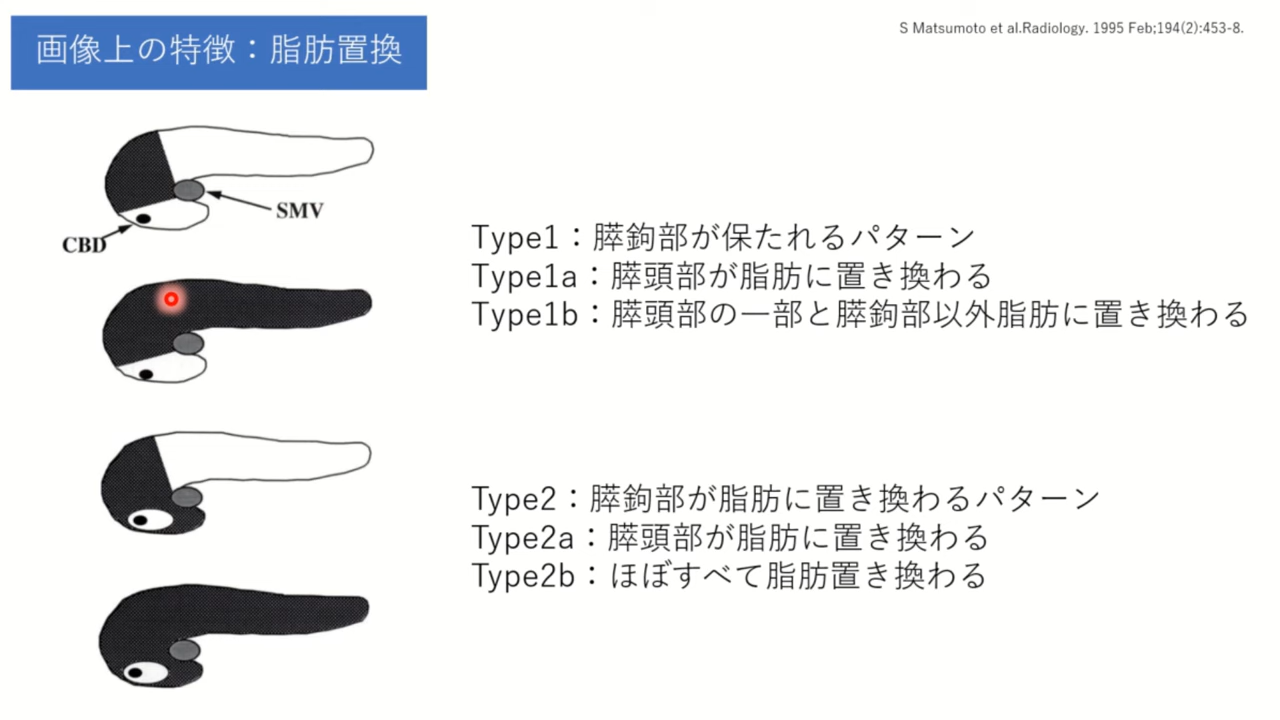 画像上の特徴：脂肪置換
S Matsumoto et al.Radiology. 1995 Feb;194(2):453-8.
SMV
CBD
Type1：膵鉤部が保たれるパターン
Type1a：膵頭部が脂肪に置き換わる
Type1b：膵頭部の一部と膵鉤部以外脂肪に置き換わる
Type2：膵鉤部が脂肪に置き換わるパターン
Type2a：膵頭部が脂肪に置き換わる
Type2b：ほぼすべて脂肪置き換わる